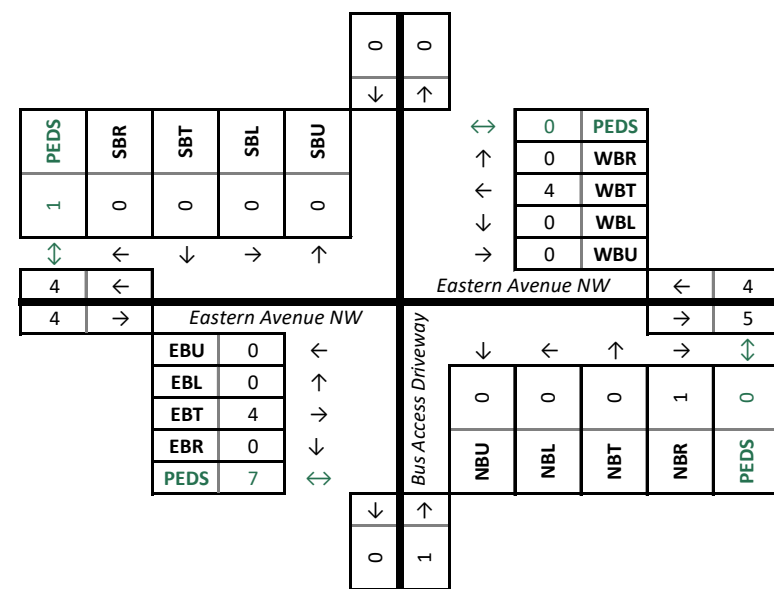 0 0
↓ ↑
PEDS SBR SBT SBL SBU
1 0 0 0 0
↕ ← ↓ → ↑
↔ 0 PEDS
↑ 0 WBR
← 4 WBT
↓ 0 WBL
→ 0 WBU
4 ← Eastern Avenue NW ← 4
4 → Eastern Avenue NW → 5
EBU 0 ←
EBL 0 ↑
EBT 4 →
EBR 0 ↓
PEDS 7 ↔
Bus Access Driveway
↓ ← ↑ → ↕
0 0 0 1 0
NBU NBL NBT NBR PEDS
↓ ↑
0 1